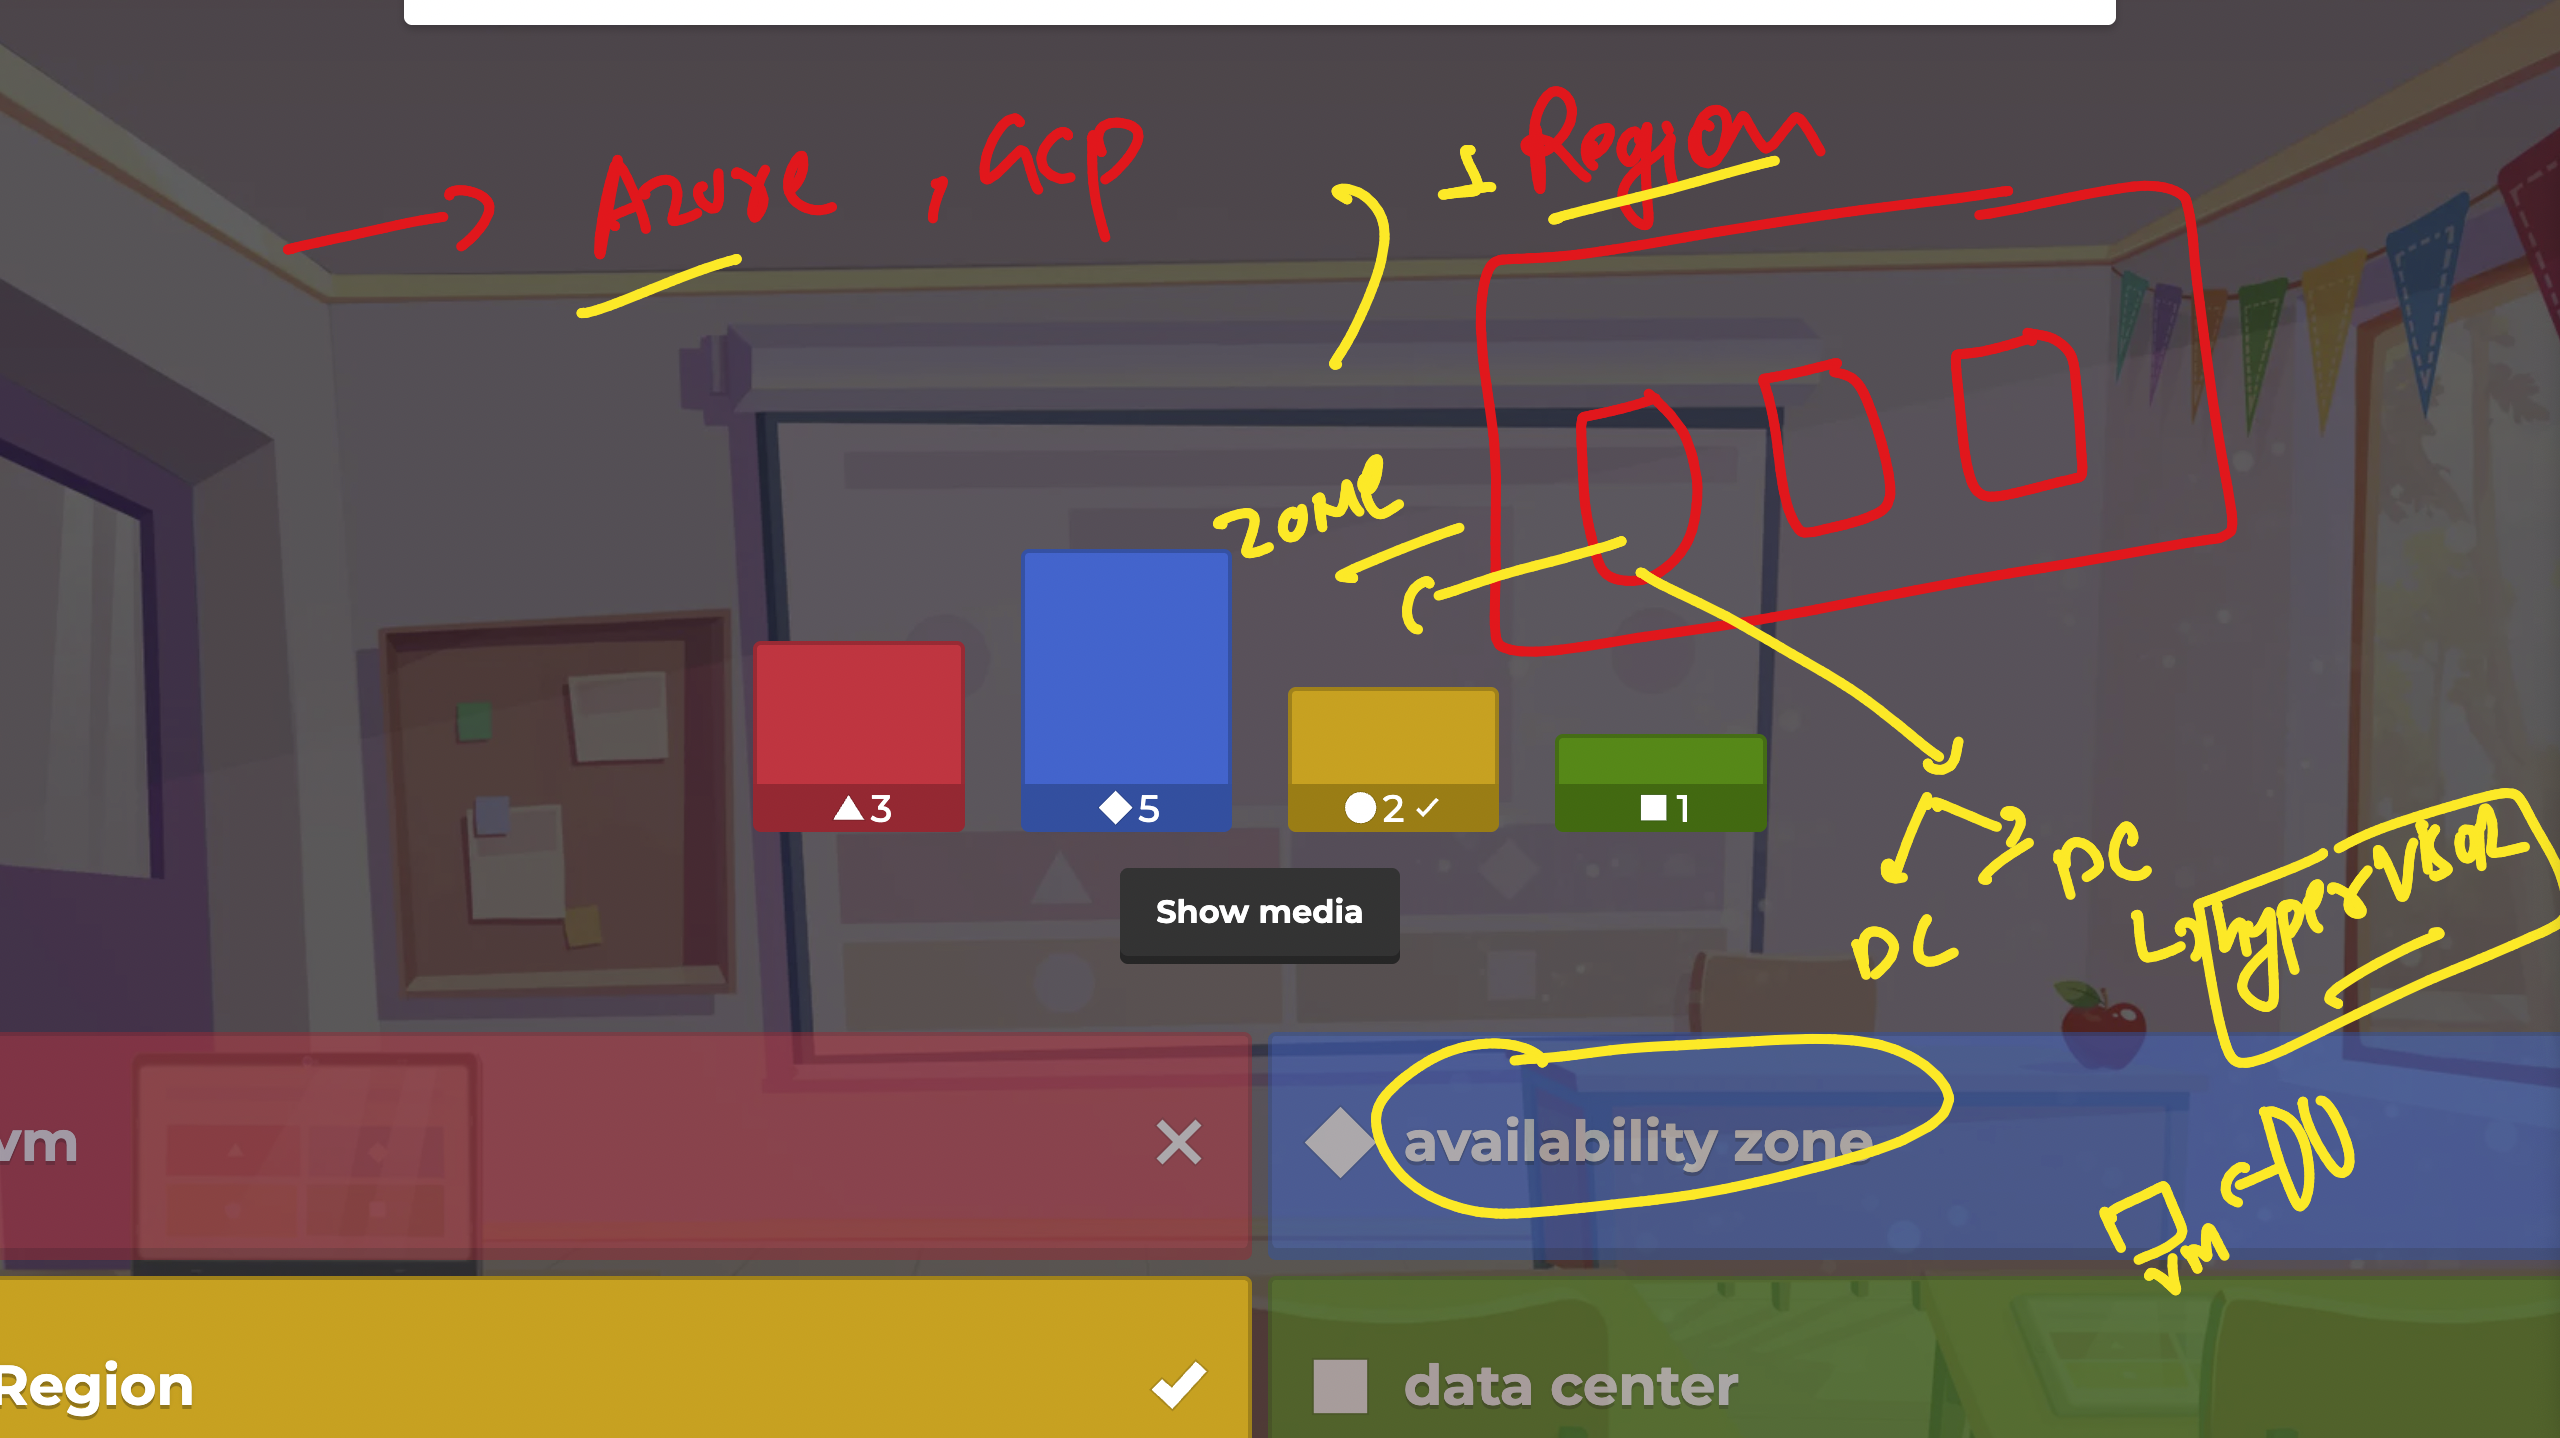 Azure , GCP
1 Region
zone
3
5
2
1
Show media
DC
DC
hypervisor
vm
availability zone
vm
Region
data center